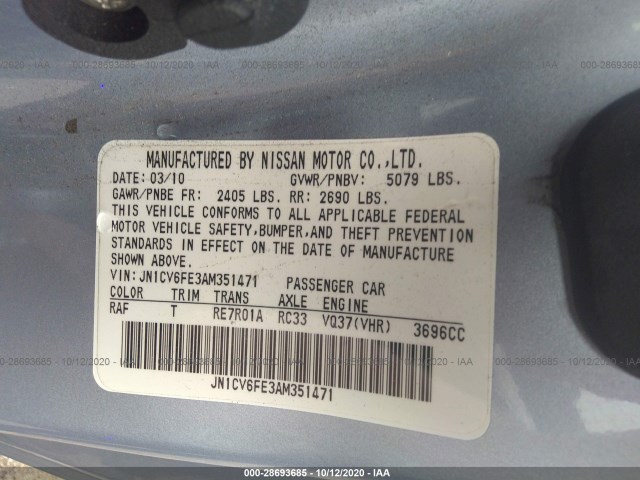 MANUFACTURED BY NISSAN MOTOR CO.,LTD.
DATE: 03/10 GVWR/PNBV: 5079 LBS.
GAWR/PNBE FR: 2405 LBS. RR: 2690 LBS.
THIS VEHICLE CONFORMS TO ALL APPLICABLE FEDERAL
MOTOR VEHICLE SAFETY, BUMPER, AND THEFT PREVENTION
STANDARDS IN EFFECT ON THE DATE OF MANUFACTURE
SHOWN ABOVE.
VIN: JN1CV6FE3AM351471 PASSENGER CAR
COLOR TRIM TRANS AXLE ENGINE
RAF T RE7R01A RC33 VQ37(VHR) 3696CC
JN1CV6FE3AM351471
000-28693685 - 10/12/2020 - IAA